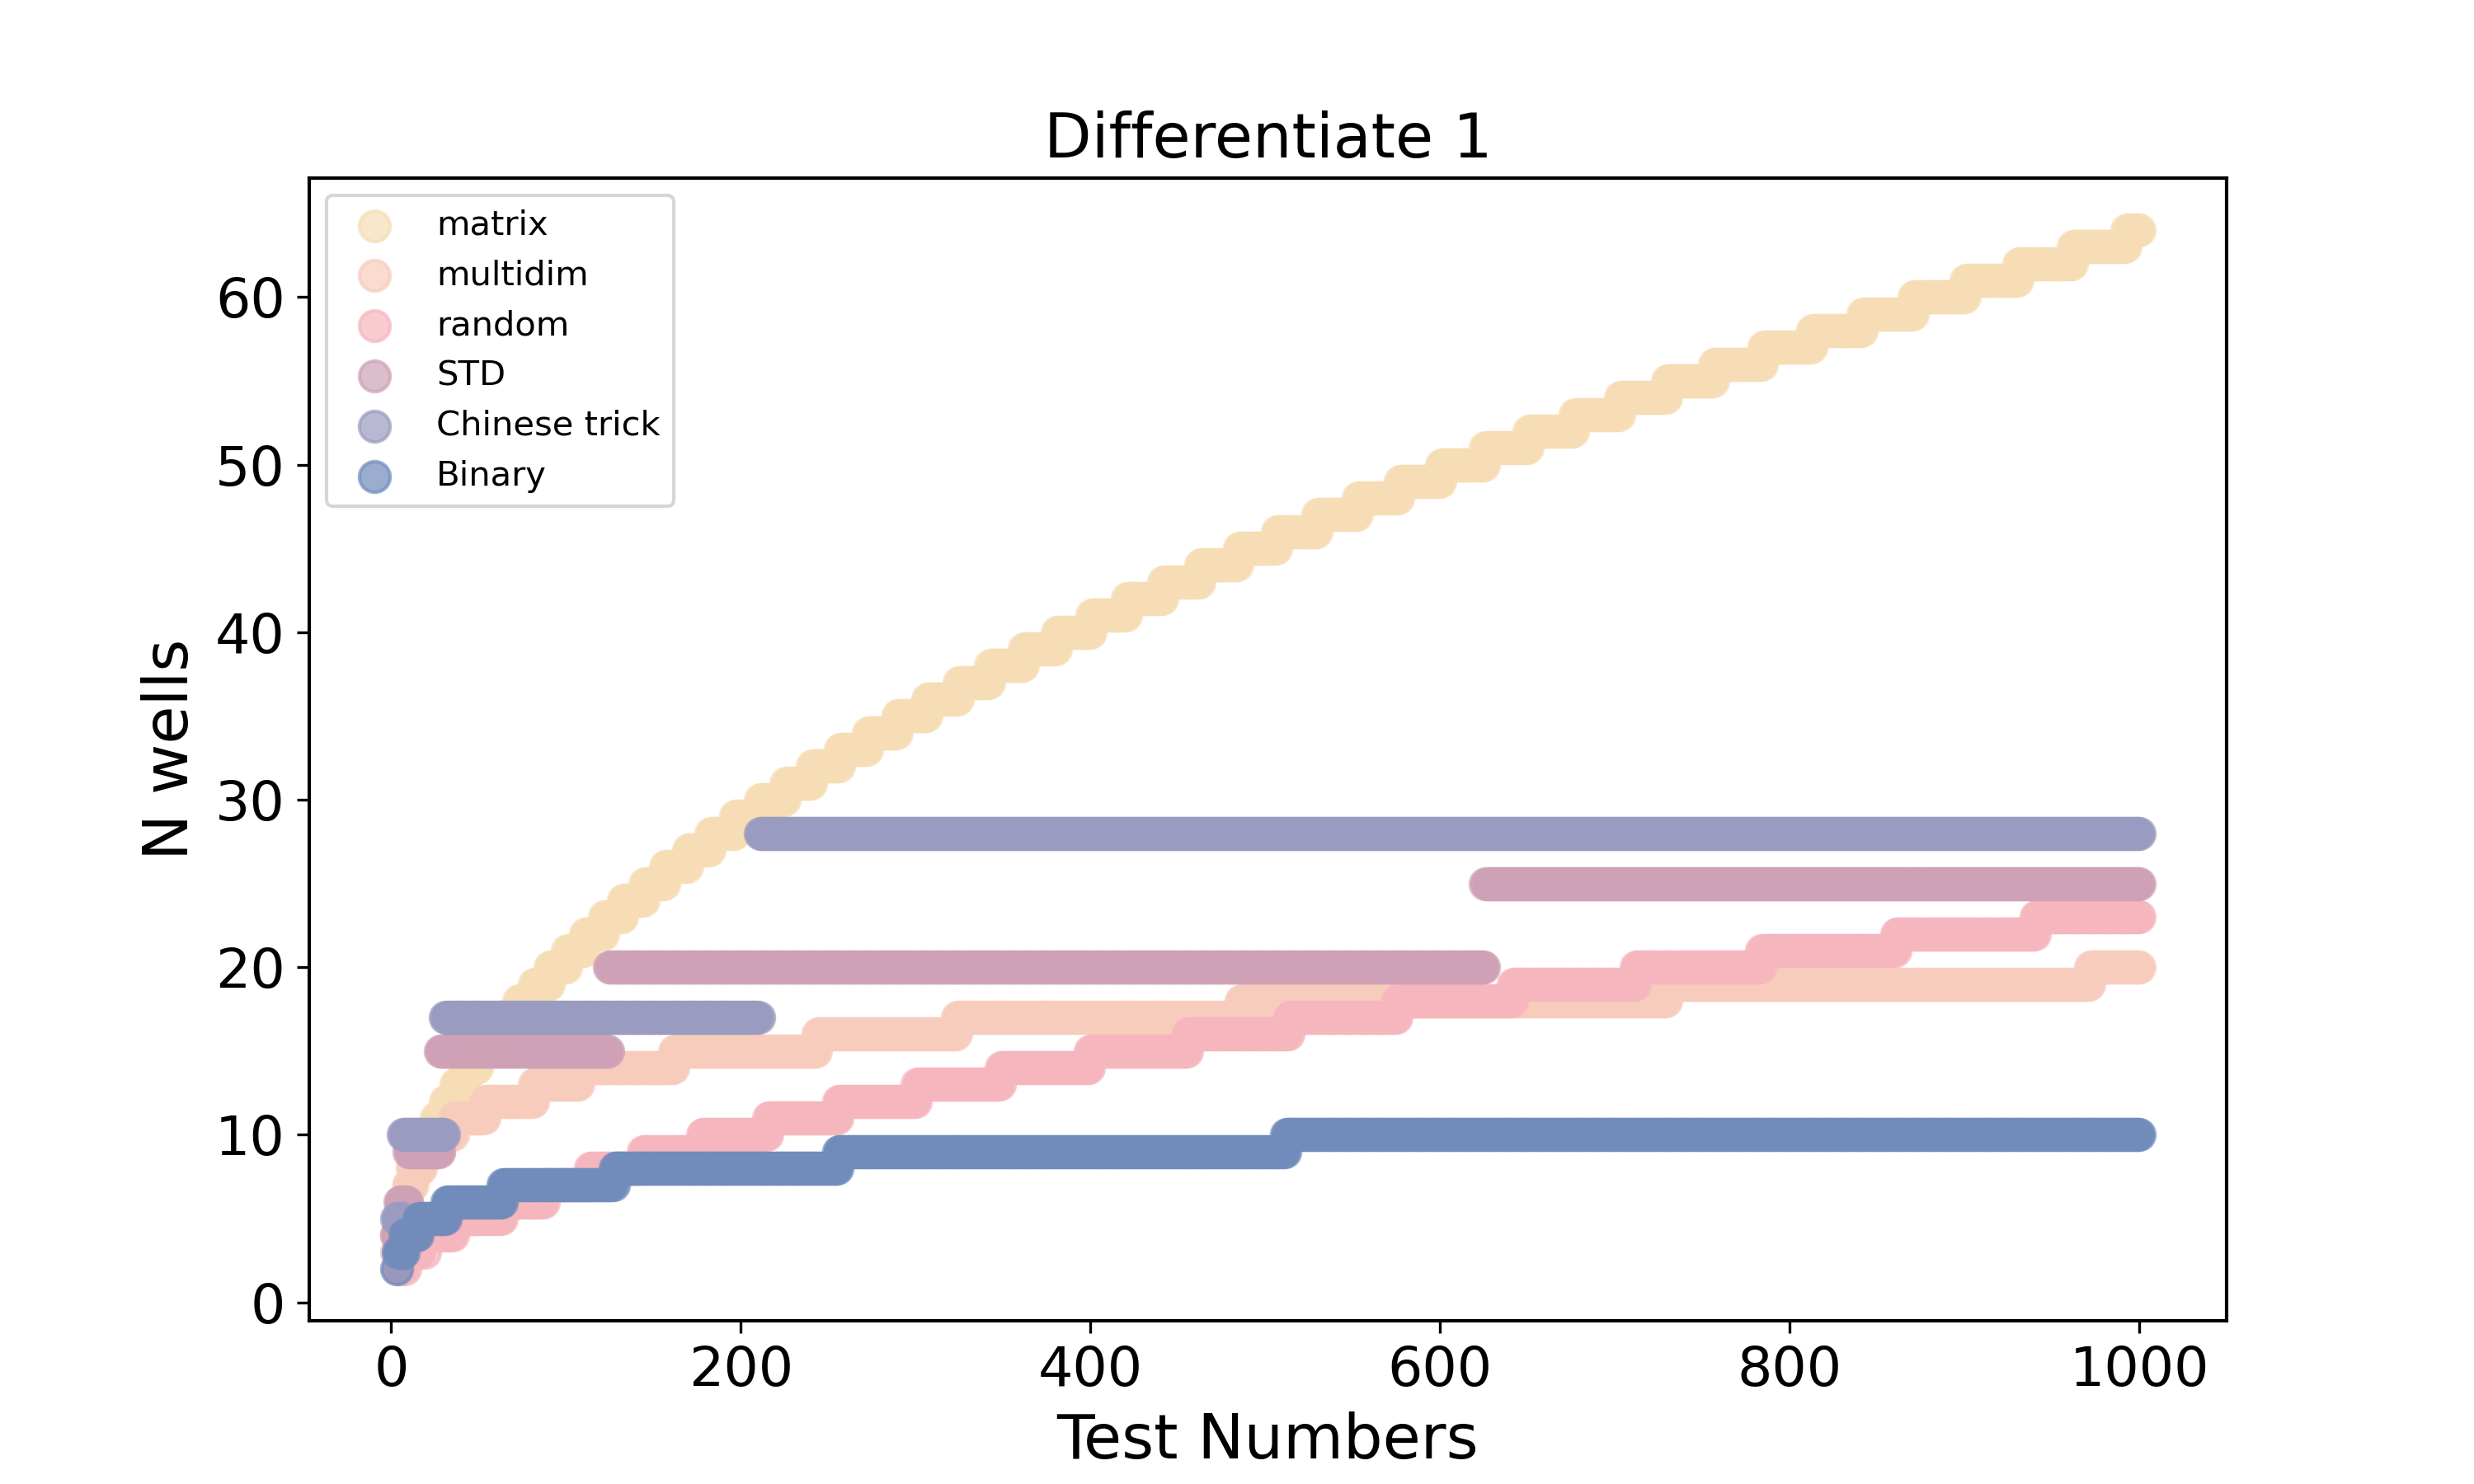 Differentiate 1
matrix
multidim
random
STD
Chinese trick
Binary
60
50
40
30
20
10
0
N wells
0 200 400 600 800 1000
Test Numbers